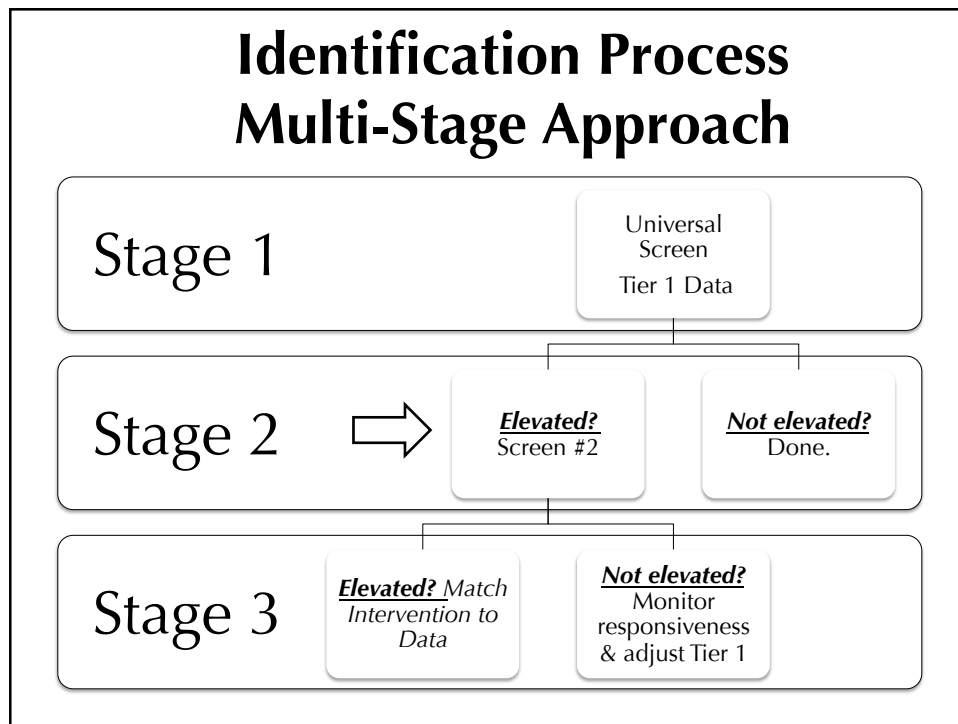 Identification Process
Multi-Stage Approach
Stage 1
Universal
Screen
Tier 1 Data
Stage 2
Elevated?
Screen #2
Not elevated?
Done.
Stage 3
Elevated? Match
Intervention to
Data
Not elevated?
Monitor
responsiveness
& adjust Tier 1